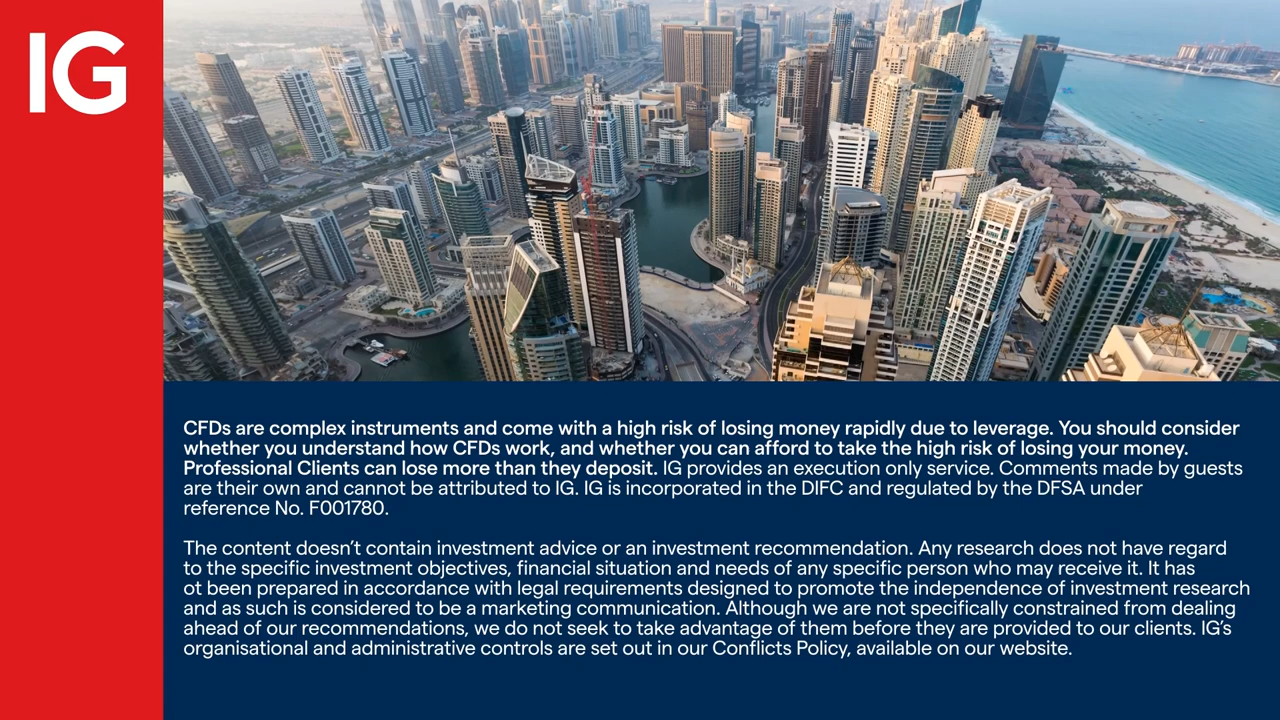 IG
CFDs are complex instruments and come with a high risk of losing money rapidly due to leverage. You should consider
whether you understand how CFDs work, and whether you can afford to take the high risk of losing your money.
Professional Clients can lose more than they deposit. IG provides an execution only service. Comments made by guests
are their own and cannot be attributed to IG. IG is incorporated in the DIFC and regulated by the DFSA under
reference No. F001780.
The content doesn’t contain investment advice or an investment recommendation. Any research does not have regard
to the specific investment objectives, financial situation and needs of any specific person who may receive it. It has
ot been prepared in accordance with legal requirements designed to promote the independence of investment research
and as such is considered to be a marketing communication. Although we are not specifically constrained from dealing
ahead of our recommendations, we do not seek to take advantage of them before they are provided to our clients. IG’s
organisational and administrative controls are set out in our Conflicts Policy, available on our website.